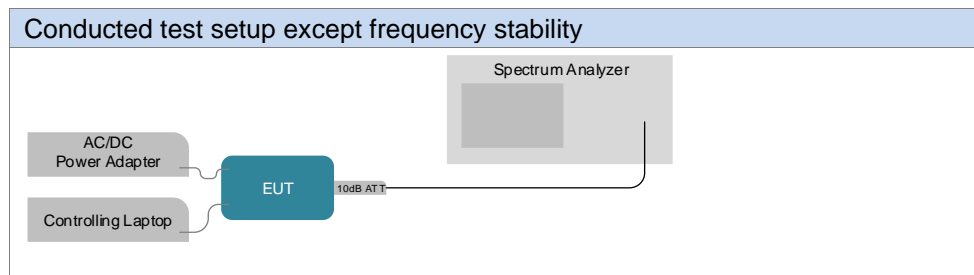 Conducted test setup except frequency stability
Spectrum Analyzer
AC/DC
Power Adapter
EUT
10dB ATT
Controlling Laptop